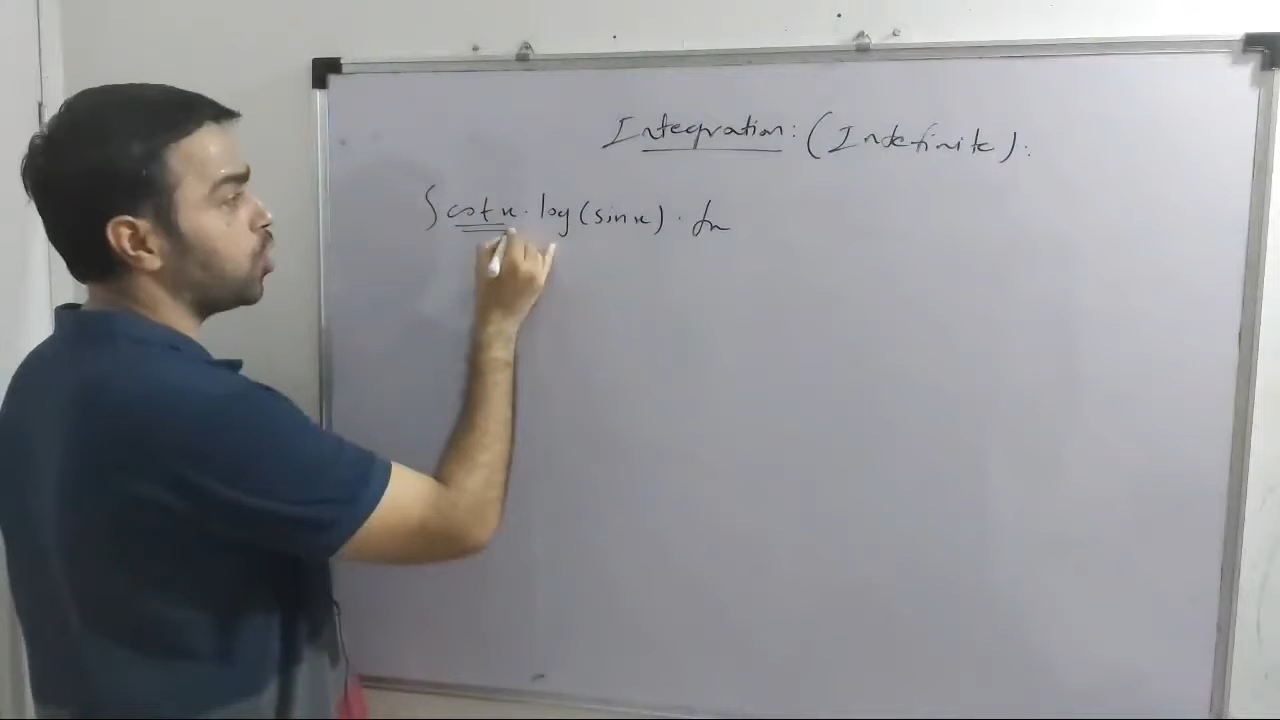 Integration: (Indefinite):
∫ cot x · log (sin x) · dx